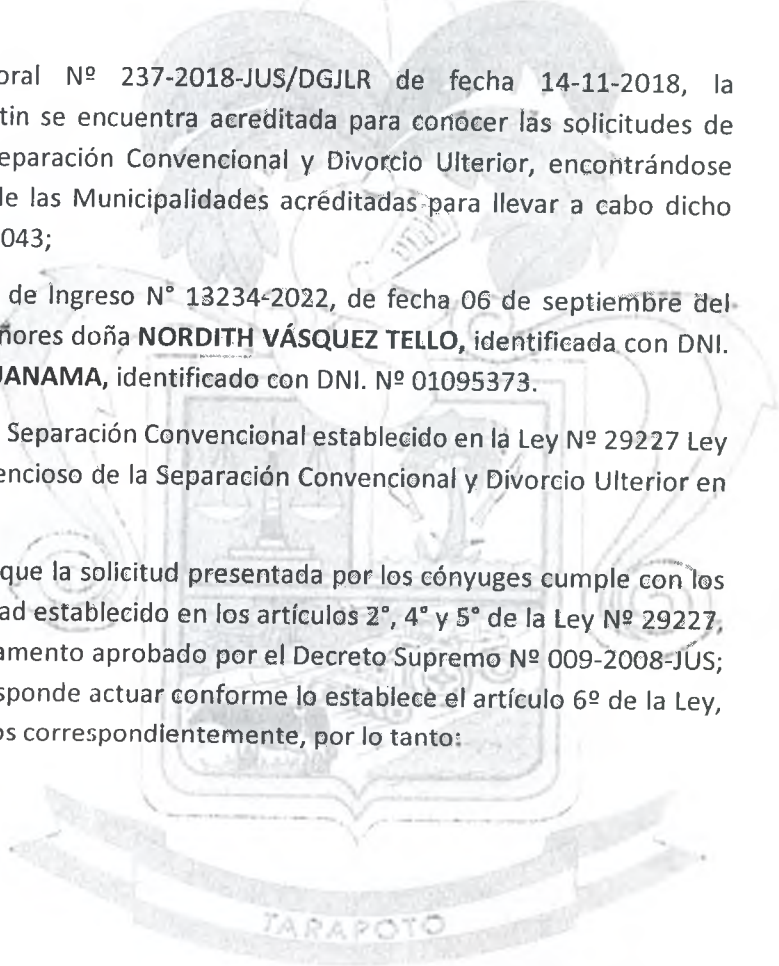 oral Nº 237-2018-JUS/DGJLR de fecha 14-11-2018, la
tin se encuentra acreditada para conocer las solicitudes de
eparación Convencional y Divorcio Ulterior, encontrándose
le las Municipalidades acréditadas para llevar a cabo dicho
043;
de Ingreso N° 13234-2022, de fecha 06 de septiembre del
ñores doña NORDITH VÁSQUEZ TELLO, identificada con DNI.
JANAMA, identificado con DNI. Nº 01095373.
Separación Convencional establecido en la Ley Nº 29227 Ley
encioso de la Separación Convencional y Divorcio Ulterior en
que la solicitud presentada por los cónyuges cumple con los
ad establecido en los artículos 2°, 4° y 5° de la Ley Nº 29227,
amento aprobado por el Decreto Supremo Nº 009-2008-JUS;
sponde actuar conforme lo establece el artículo 6º de la Ley,
os correspondientemente, por lo tanto:
TARAPOTO